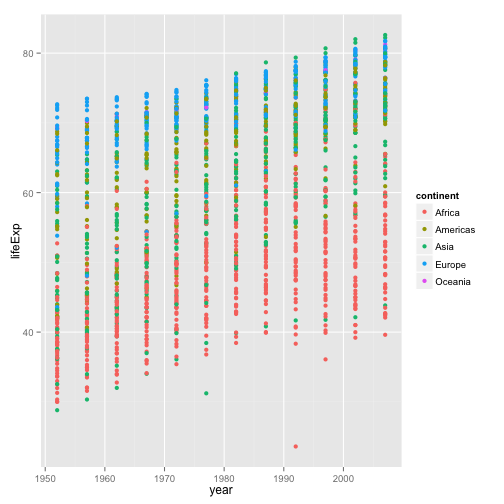 80
60
40
lifeExp
1950
1960
1970
1980
1990
2000
year
continent
Africa
Americas
Asia
Europe
Oceania